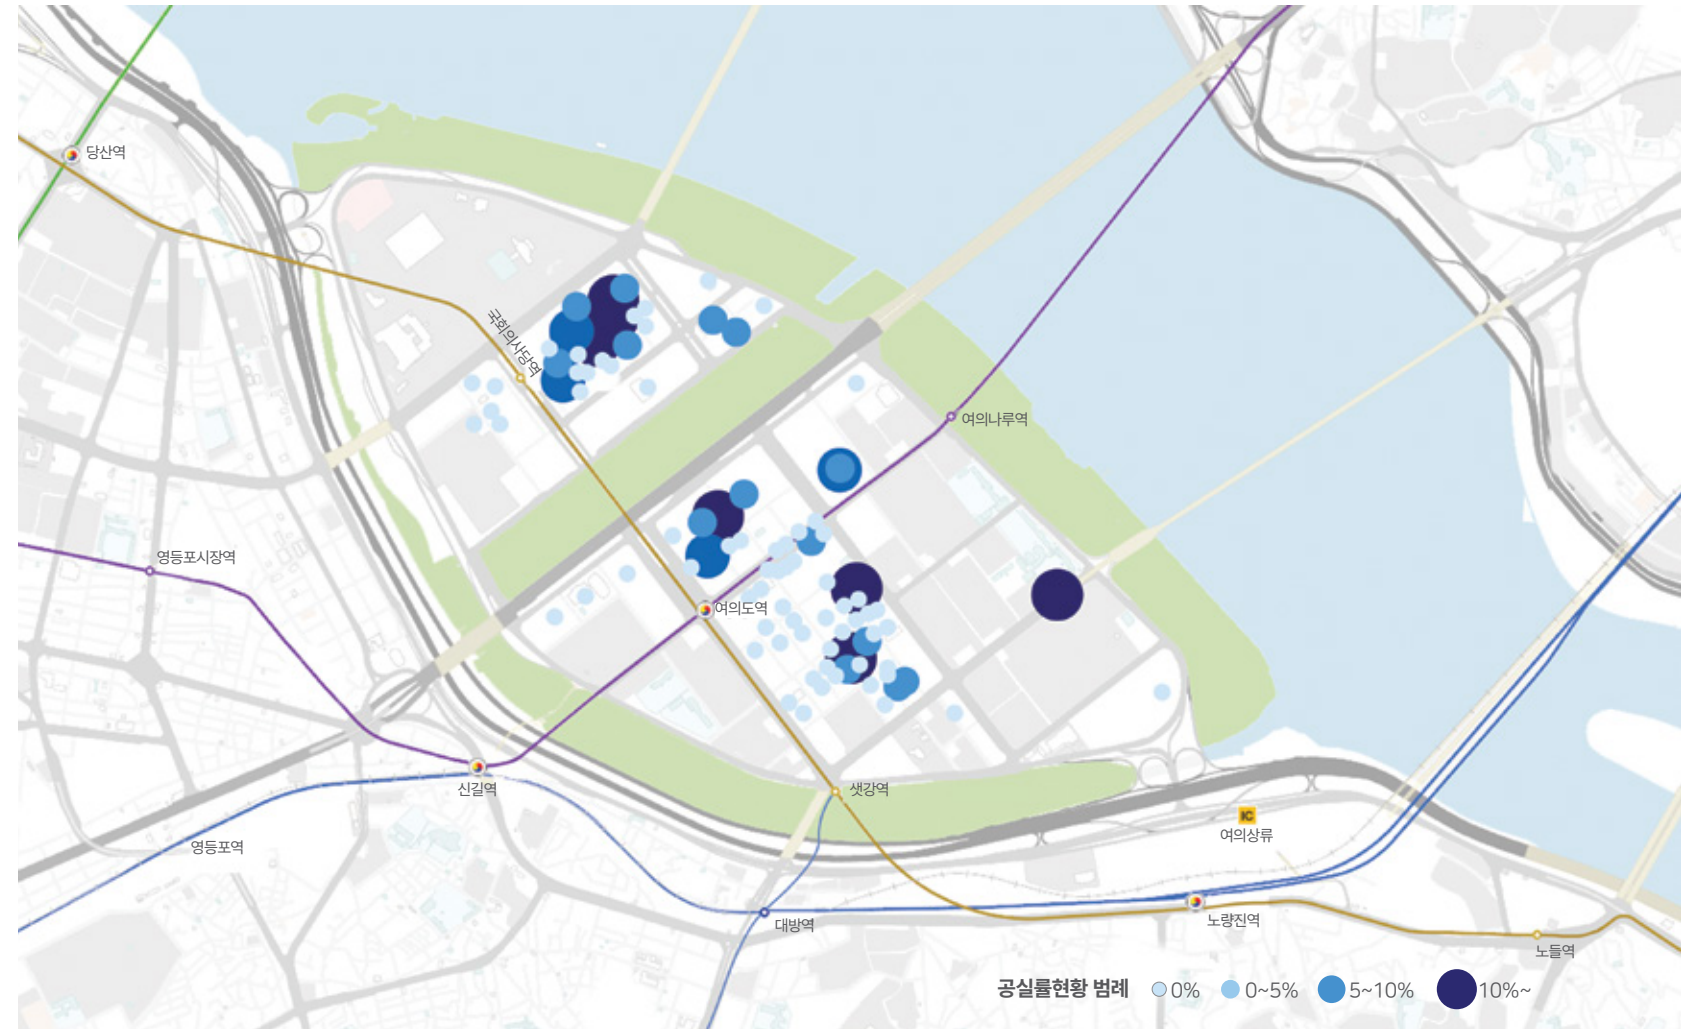 당산역
국회의사당역
여의나루역
영등포시장역
여의도역
신길역
샛강역
IC
여의상류
영등포역
대방역
노량진역
노들역
공실률현황 범례 0% 0~5% 5~10% 10%~